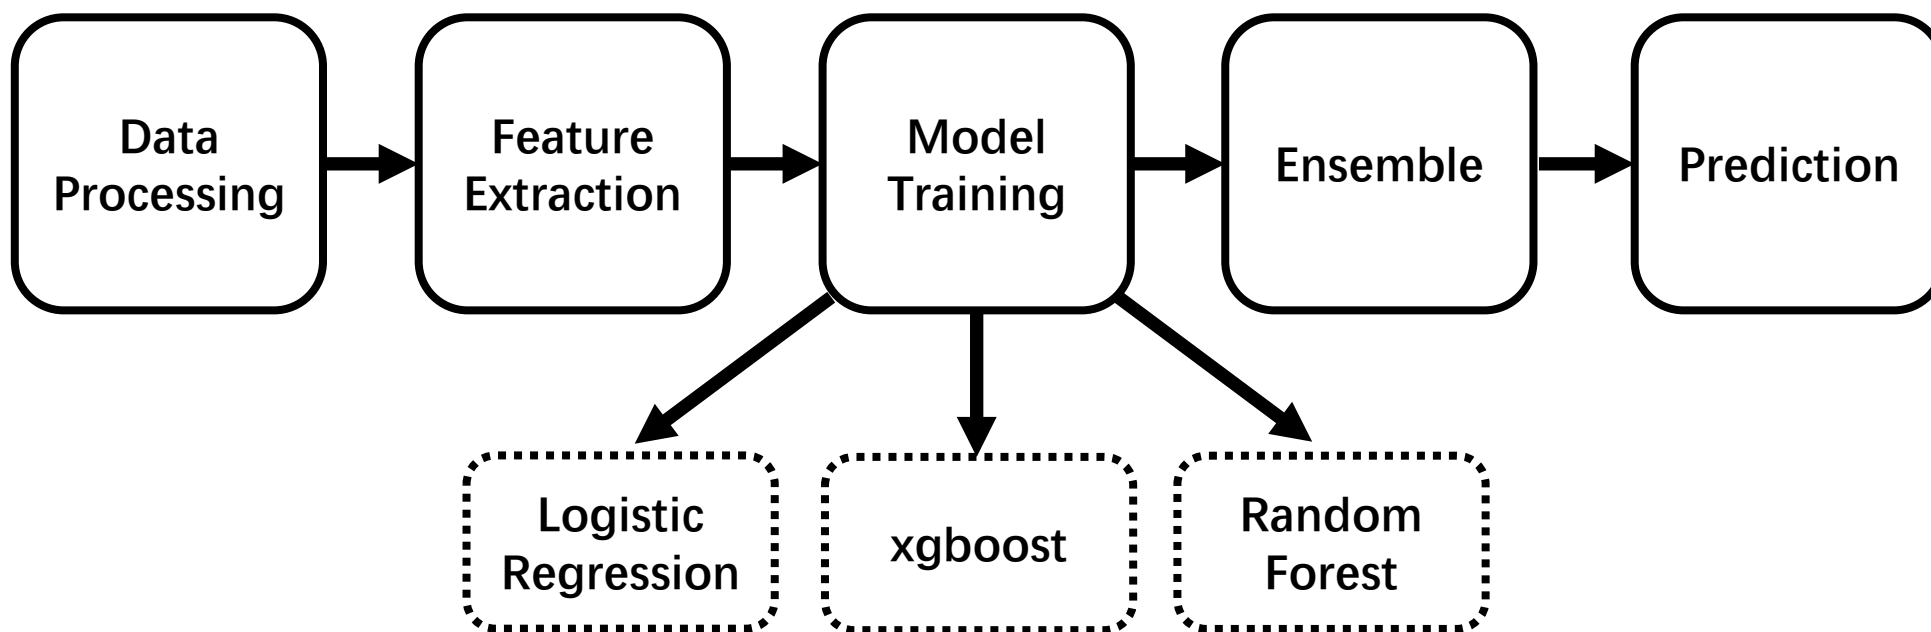 Data
Processing
Feature
Extraction
Model
Training
Ensemble
Prediction
Logistic
Regression
xgboost
Random
Forest